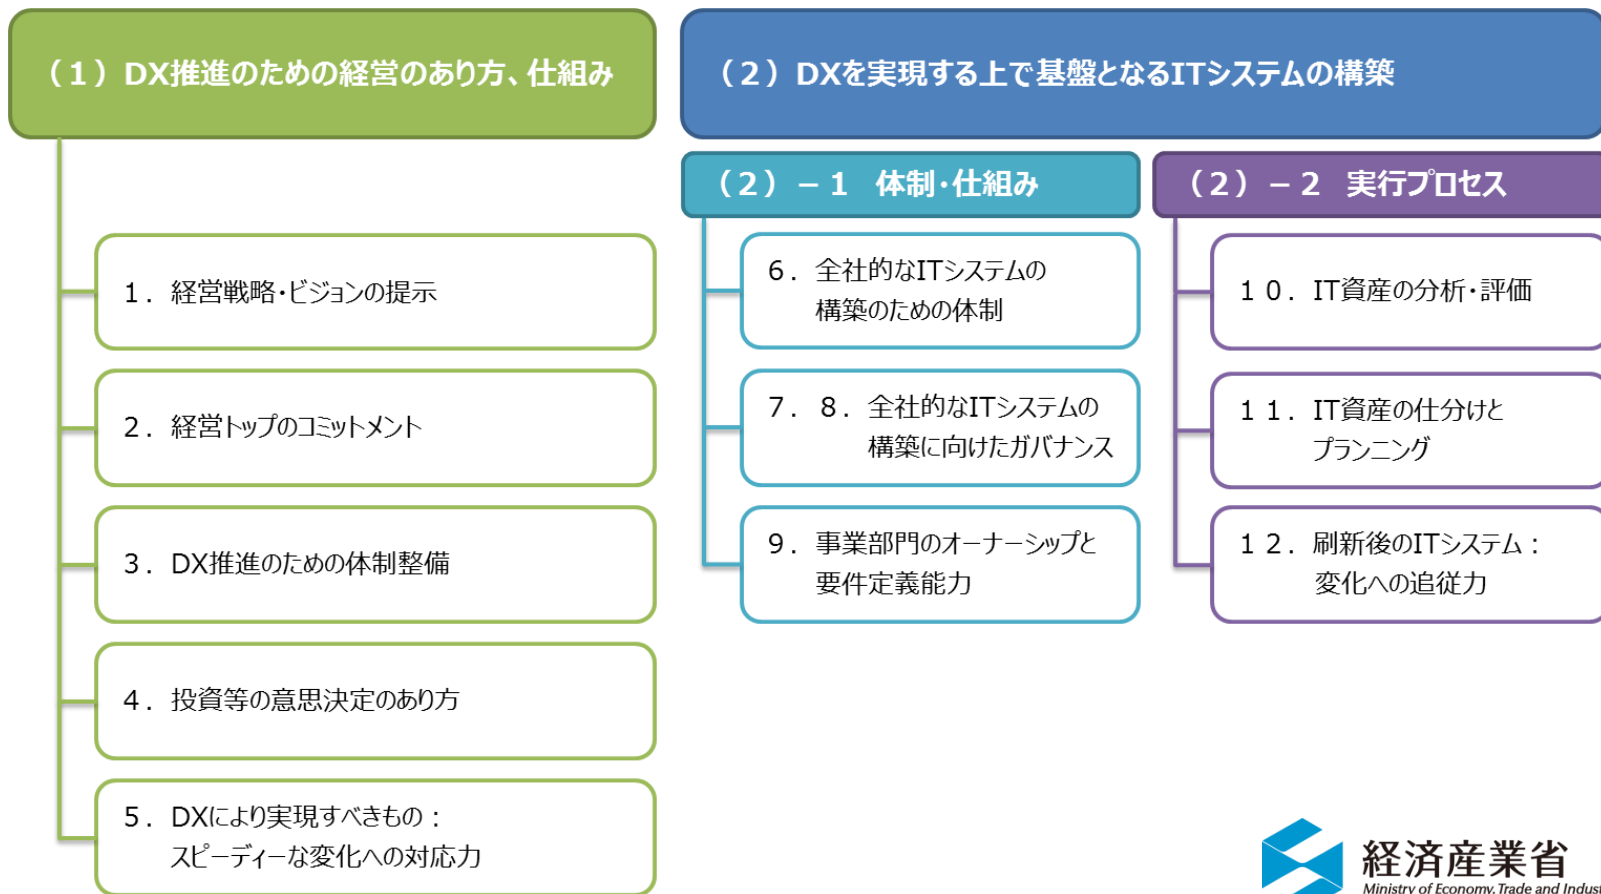 （１）DX推進のための経営のあり方、仕組み
１．経営戦略・ビジョンの提示
２．経営トップのコミットメント
３．DX推進のための体制整備
４．投資等の意思決定のあり方
５．DXにより実現すべきもの：
スピーディーな変化への対応力
（２）DXを実現する上で基盤となるITシステムの構築
（２）－１　体制・仕組み
６．全社的なITシステムの
構築のための体制
７．８．全社的なITシステムの
構築に向けたガバナンス
９．事業部門のオーナーシップと
要件定義能力
（２）－２　実行プロセス
１０．IT資産の分析・評価
１１．IT資産の仕分けと
プランニング
１２．刷新後のITシステム：
変化への追従力
経済産業省
Ministry of Economy, Trade and Indust